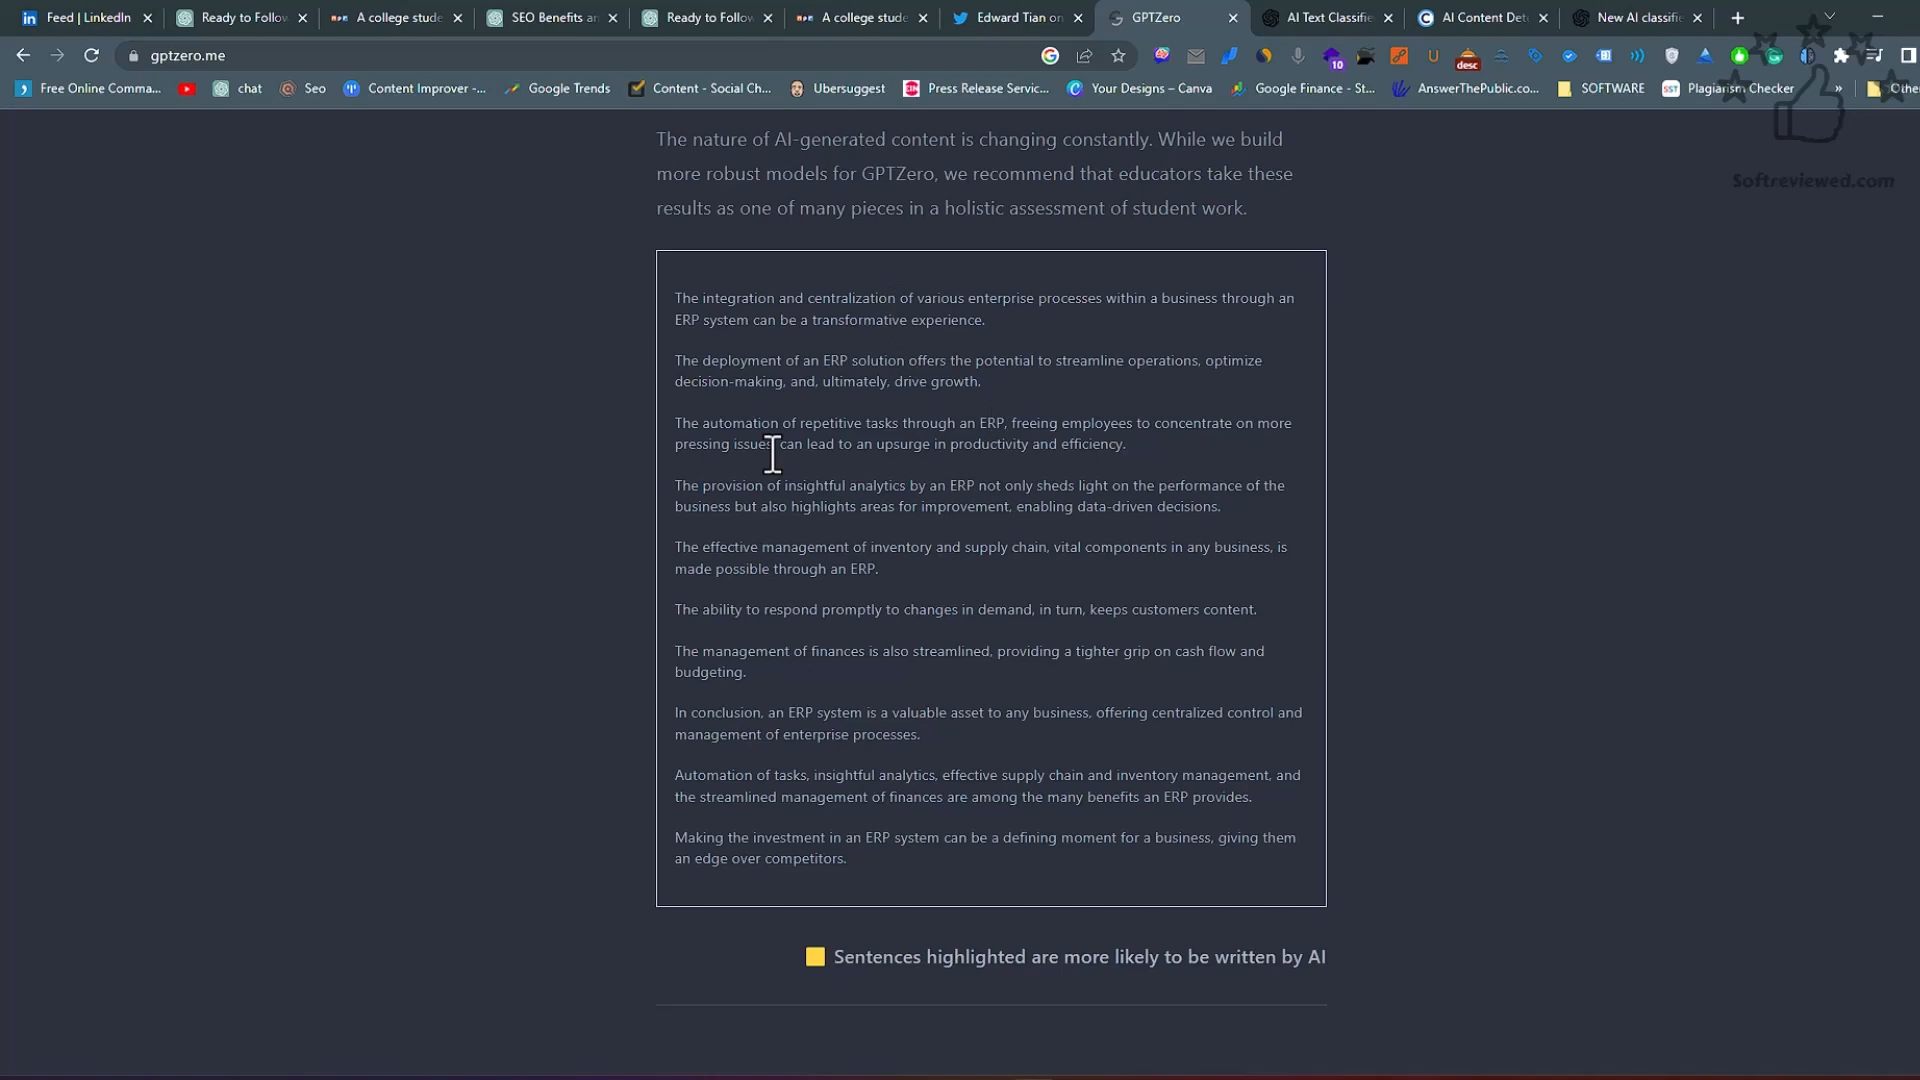 Feed | LinkedIn
Ready to Follow
A college stude
SEO Benefits an
Ready to Follow
A college stude
Edward Tian on
GPTZero
AI Text Classifie
AI Content Det
New AI classifi
gptzero.me
10
desc
Free Online Comma...
chat
Seo
Content Improver -...
Google Trends
Content - Social Ch...
Ubersuggest
Press Release Servic...
Your Designs – Canva
Google Finance - St...
AnswerThePublic.co...
SOFTWARE
SST
Plagiarism Checker
»
Othe
Softreviewed.com
The nature of AI-generated content is changing constantly. While we build
more robust models for GPTZero, we recommend that educators take these
results as one of many pieces in a holistic assessment of student work.
The integration and centralization of various enterprise processes within a business through an
ERP system can be a transformative experience.
The deployment of an ERP solution offers the potential to streamline operations, optimize
decision-making, and, ultimately, drive growth.
The automation of repetitive tasks through an ERP, freeing employees to concentrate on more
pressing issues can lead to an upsurge in productivity and efficiency.
The provision of insightful analytics by an ERP not only sheds light on the performance of the
business but also highlights areas for improvement, enabling data-driven decisions.
The effective management of inventory and supply chain, vital components in any business, is
made possible through an ERP.
The ability to respond promptly to changes in demand, in turn, keeps customers content.
The management of finances is also streamlined, providing a tighter grip on cash flow and
budgeting.
In conclusion, an ERP system is a valuable asset to any business, offering centralized control and
management of enterprise processes.
Automation of tasks, insightful analytics, effective supply chain and inventory management, and
the streamlined management of finances are among the many benefits an ERP provides.
Making the investment in an ERP system can be a defining moment for a business, giving them
an edge over competitors.
Sentences highlighted are more likely to be written by AI